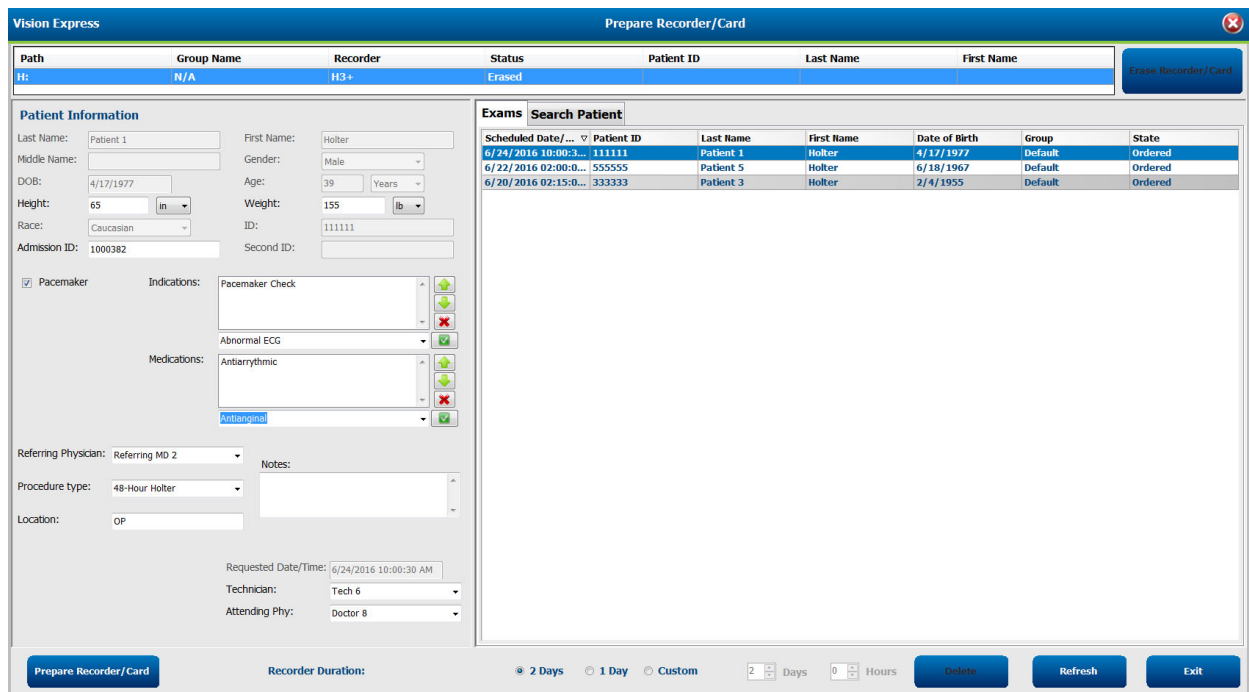 Vision Express Prepare Recorder/Card
Path Group Name Recorder Status Patient ID Last Name First Name
H: N/A H3+ Erased
Erase Recorder/Card
Patient Information
Last Name: Patient 1 First Name: Holter
Middle Name: Gender: Male
DOB: 4/17/1977 Age: 39 Years
Height: 65 in Weight: 155 lb
Race: Caucasian ID: 111111
Admission ID: 1000382 Second ID:
Pacemaker Indications: Pacemaker Check
Abnormal ECG
Medications: Antiarrythmic
Antianginal
Referring Physician: Referring MD 2
Notes:
Procedure type: 48-Hour Holter
Location: OP
Requested Date/Time: 6/24/2016 10:00:30 AM
Technician: Tech 6
Attending Phy: Doctor 8
Exams Search Patient
Scheduled Date/... Patient ID Last Name First Name Date of Birth Group State
6/24/2016 10:00:3... 111111 Patient 1 Holter 4/17/1977 Default Ordered
6/22/2016 02:00:0... 555555 Patient 5 Holter 6/18/1967 Default Ordered
6/20/2016 02:15:0... 333333 Patient 3 Holter 2/4/1955 Default Ordered
Prepare Recorder/Card Recorder Duration: 2 Days 1 Day Custom 2 Days 0 Hours Delete Refresh Exit